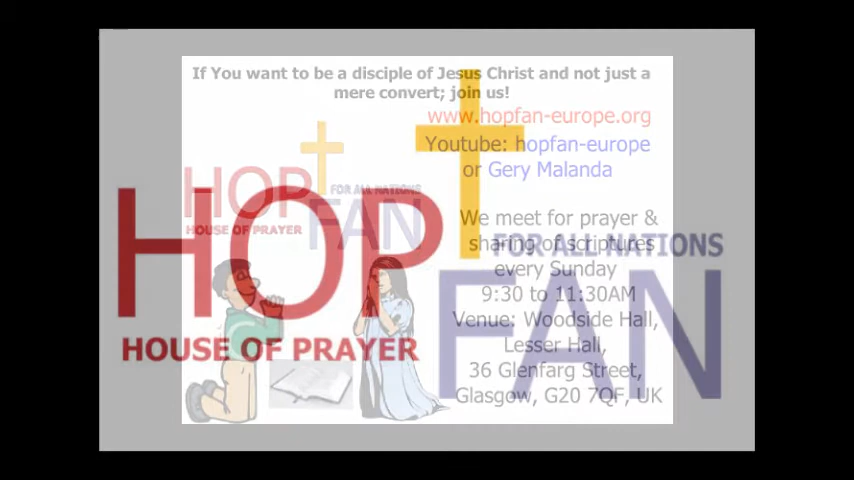 If You want to be a disciple of Jesus Christ and not just a
mere convert; join us!
www.hopfan-europe.org
Youtube: hopfan-europe
or Gery Malanda
HOP
FOR ALL NATIONS
FAN
HOUSE OF PRAYER
We meet for prayer &
sharing of scriptures
every Sunday
9:30 to 11:30AM
Venue: Woodside Hall,
Lesser Hall,
36 Glenfarg Street,
Glasgow, G20 7QF, UK
HOP
FOR ALL NATIONS
FAN
HOUSE OF PRAYER